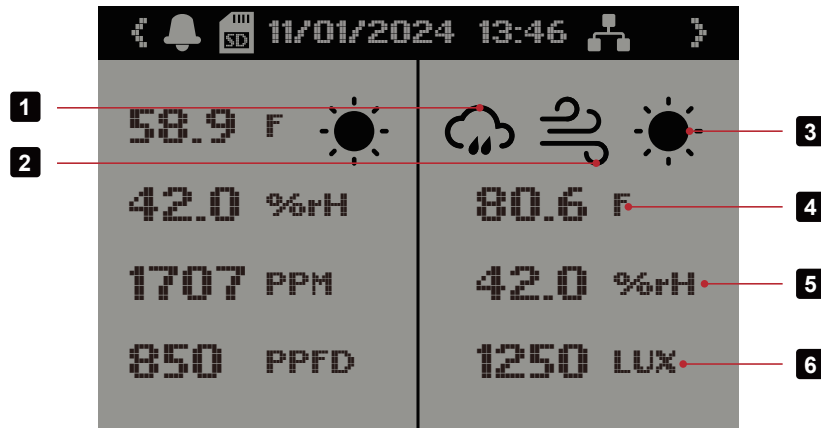 SD 11/01/2024 13:46
1
2
58.9 F
42.0 %rH
1707 PPM
850 PPFD
80.6 F
42.0 %rH
1250 LUX
3
4
5
6